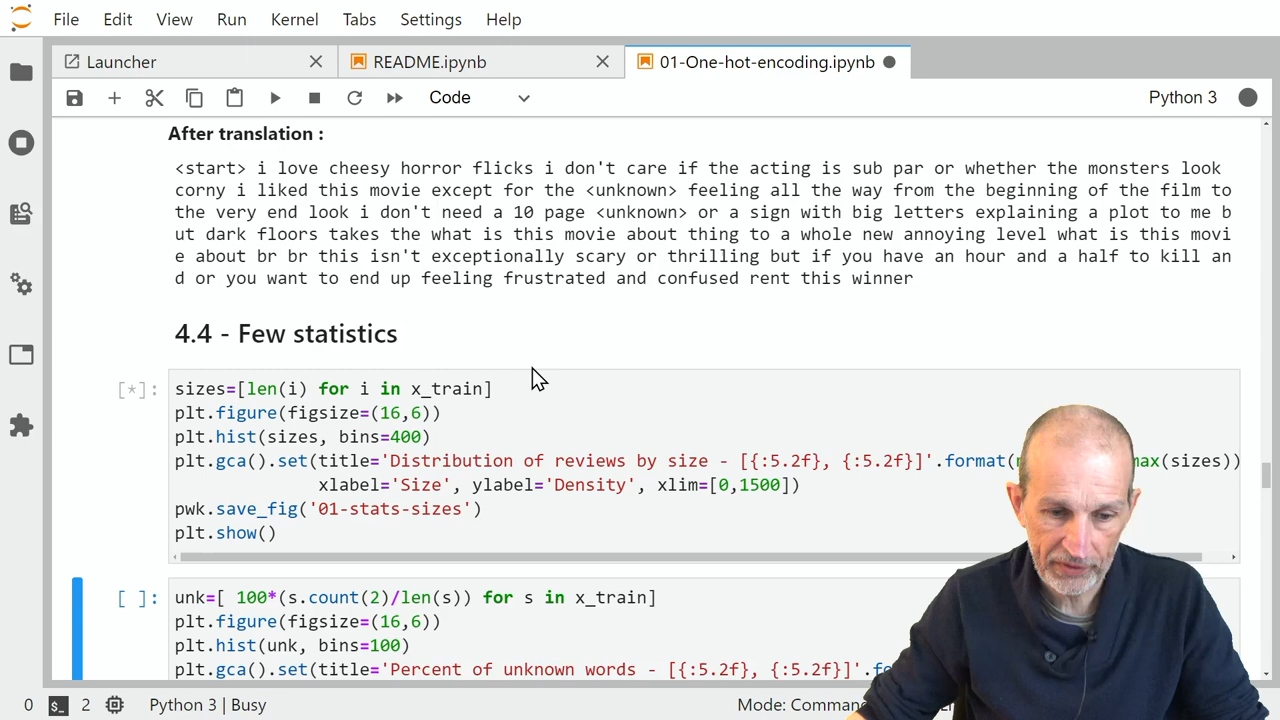 File Edit View Run Kernel Tabs Settings Help
Launcher README.ipynb 01-One-hot-encoding.ipynb
Code Python 3
After translation :
<start> i love cheesy horror flicks i don't care if the acting is sub par or whether the monsters look
corny i liked this movie except for the <unknown> feeling all the way from the beginning of the film to
the very end look i don't need a 10 page <unknown> or a sign with big letters explaining a plot to me b
ut dark floors takes the what is this movie about thing to a whole new annoying level what is this movi
e about br br this isn't exceptionally scary or thrilling but if you have an hour and a half to kill an
d or you want to end up feeling frustrated and confused rent this winner
4.4 - Few statistics
[*]: sizes=[len(i) for i in x_train]
plt.figure(figsize=(16,6))
plt.hist(sizes, bins=400)
plt.gca().set(title='Distribution of reviews by size - [{:5.2f}, {:5.2f}]'.format( max(sizes))
xlabel='Size', ylabel='Density', xlim=[0,1500])
pwk.save_fig('01-stats-sizes')
plt.show()
[ ]: unk=[ 100*(s.count(2)/len(s)) for s in x_train]
plt.figure(figsize=(16,6))
plt.hist(unk, bins=100)
plt.gca().set(title='Percent of unknown words - [{:5.2f}, {:5.2f}]'
0 $_ 2 Python 3 | Busy Mode: